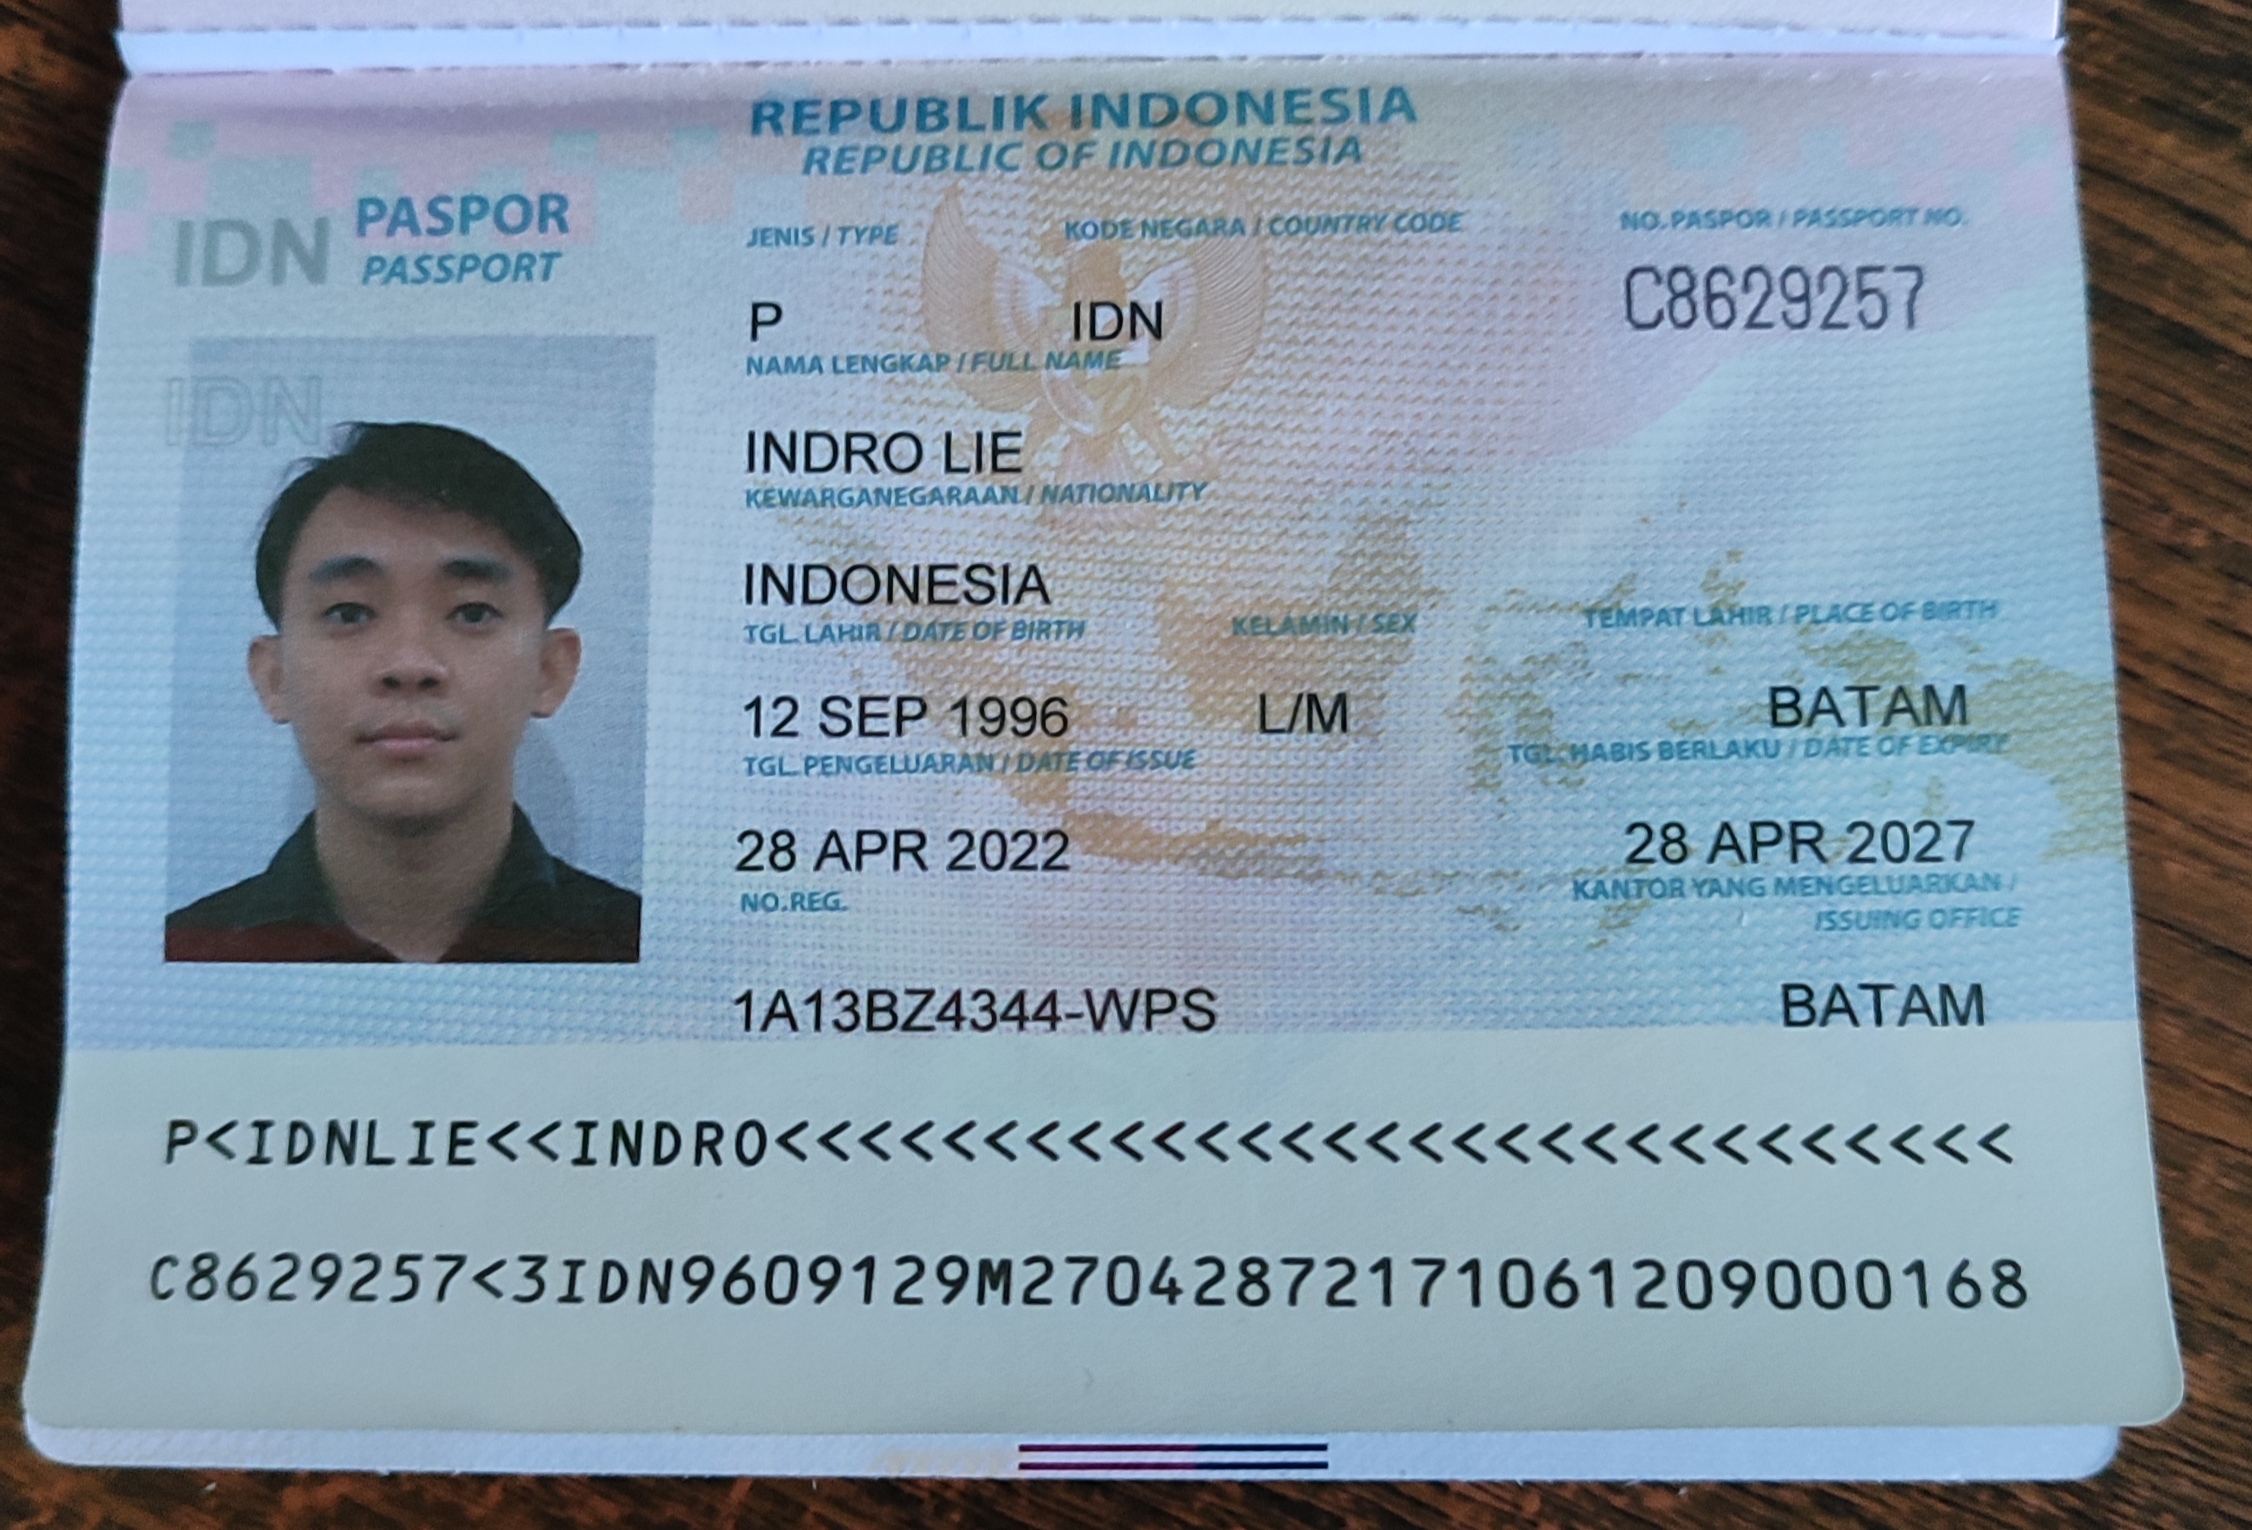 REPUBLIK INDONESIA
REPUBLIC OF INDONESIA
IDN PASPOR
PASSPORT
JENIS / TYPE KODE NEGARA / COUNTRY CODE NO. PASPOR / PASSPORT NO.
P IDN C8629257
NAMA LENGKAP / FULL NAME
IDN
INDRO LIE
KEWARGANEGARAAN / NATIONALITY
INDONESIA
TGL. LAHIR / DATE OF BIRTH KELAMIN / SEX TEMPAT LAHIR / PLACE OF BIRTH
12 SEP 1996 L/M BATAM
TGL. PENGELUARAN / DATE OF ISSUE TGL. HABIS BERLAKU / DATE OF EXPIRY
28 APR 2022 28 APR 2027
NO. REG. KANTOR YANG MENGELUARKAN /
ISSUING OFFICE
1A13BZ4344-WPS BATAM
P<IDNLIE<<INDRO<<<<<<<<<<<<<<<<<<<<<<<<<<<<<
C8629257<3IDN9609129M27042872171061209000168